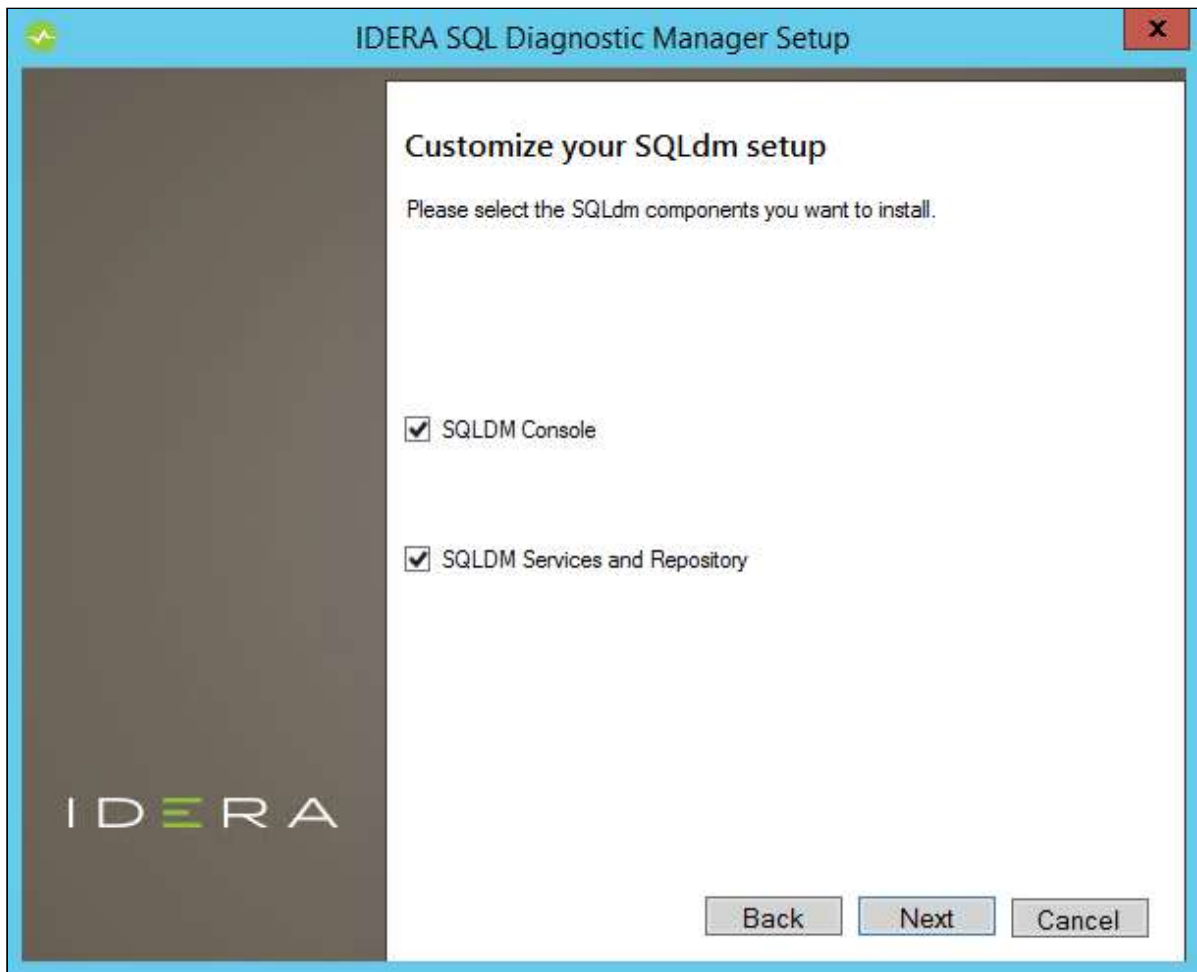 IDERA SQL Diagnostic Manager Setup
x
Customize your SQLdm setup
Please select the SQLdm components you want to install.
SQLDM Console
SQLDM Services and Repository
IDERA
Back
Next
Cancel